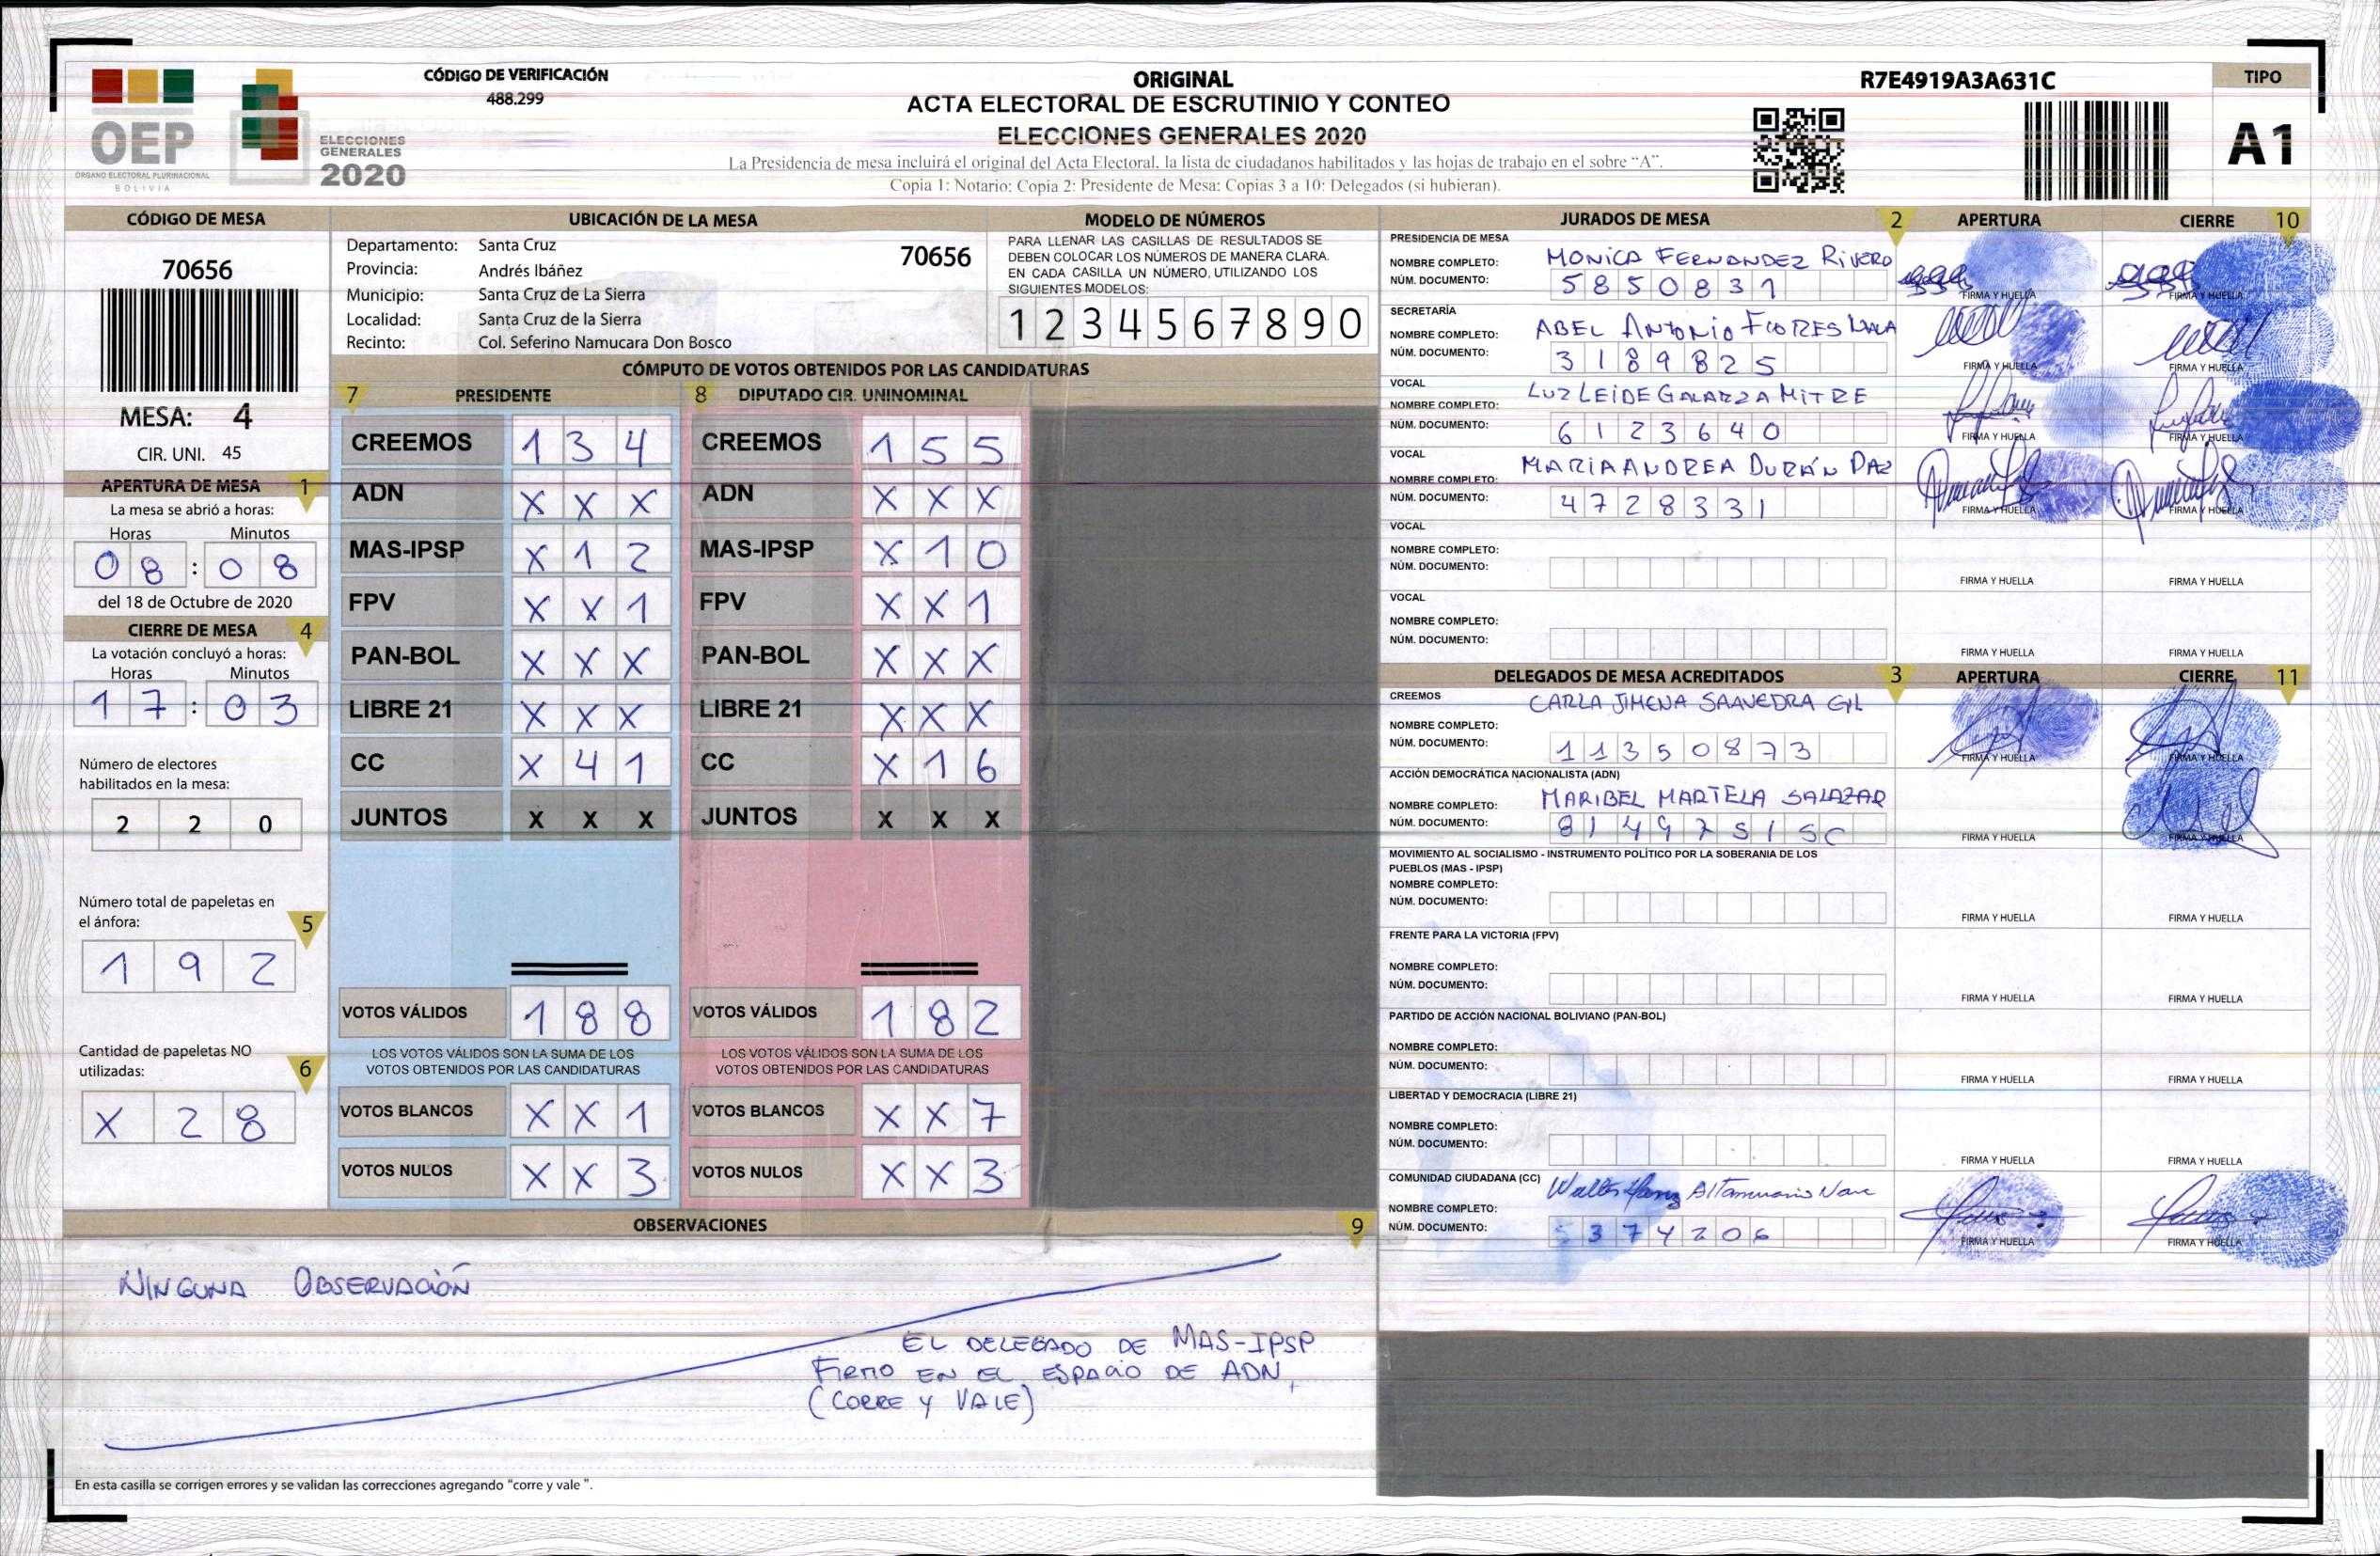 CÓDIGO DE VERIFICACIÓN
488.299
OEP
ÓRGANO ELECTORAL PLURINACIONAL
BOLIVIA
ELECCIONES
GENERALES
2020
ORIGINAL
ACTA ELECTORAL DE ESCRUTINIO Y CONTEO
ELECCIONES GENERALES 2020
La Presidencia de mesa incluirá el original del Acta Electoral, la lista de ciudadanos habilitados y las hojas de trabajo en el sobre “A”.
Copia 1: Notario; Copia 2: Presidente de Mesa; Copias 3 a 10: Delegados (si hubieran).
R7E4919A3A631C
TIPO
A1
CÓDIGO DE MESA
70656
MESA: 4
CIR. UNI. 45
APERTURA DE MESA 1
La mesa se abrió a horas:
Horas Minutos
08 : 08
del 18 de Octubre de 2020
CIERRE DE MESA 4
La votación concluyó a horas:
Horas Minutos
17 : 03
Número de electores
habilitados en la mesa:
2 2 0
Número total de papeletas en
el ánfora: 5
1 9 2
Cantidad de papeletas NO
utilizadas: 6
X 2 8
UBICACIÓN DE LA MESA
Departamento: Santa Cruz 70656
Provincia: Andrés Ibáñez
Municipio: Santa Cruz de La Sierra
Localidad: Santa Cruz de la Sierra
Recinto: Col. Seferino Namucara Don Bosco
MODELO DE NÚMEROS
PARA LLENAR LAS CASILLAS DE RESULTADOS SE
DEBEN COLOCAR LOS NÚMEROS DE MANERA CLARA.
EN CADA CASILLA UN NÚMERO, UTILIZANDO LOS
SIGUIENTES MODELOS:
1 2 3 4 5 6 7 8 9 0
CÓMPUTO DE VOTOS OBTENIDOS POR LAS CANDIDATURAS
7 PRESIDENTE
CREEMOS 1 3 4
ADN X X X
MAS-IPSP X 1 2
FPV X X 1
PAN-BOL X X X
LIBRE 21 X X X
CC X 4 1
JUNTOS X X X
VOTOS VÁLIDOS 1 8 8
LOS VOTOS VÁLIDOS SON LA SUMA DE LOS
VOTOS OBTENIDOS POR LAS CANDIDATURAS
VOTOS BLANCOS X X 1
VOTOS NULOS X X 3
8 DIPUTADO CIR. UNINOMINAL
CREEMOS 1 5 5
ADN X X X
MAS-IPSP X 1 0
FPV X X 1
PAN-BOL X X X
LIBRE 21 X X X
CC X 1 6
JUNTOS X X X
VOTOS VÁLIDOS 1 8 2
LOS VOTOS VÁLIDOS SON LA SUMA DE LOS
VOTOS OBTENIDOS POR LAS CANDIDATURAS
VOTOS BLANCOS X X 7
VOTOS NULOS X X 3
JURADOS DE MESA 2 APERTURA CIERRE 10
PRESIDENCIA DE MESA
NOMBRE COMPLETO: MONICA FERNANDEZ RIVERO
NÚM. DOCUMENTO: 5850831
FIRMA Y HUELLA FIRMA Y HUELLA
SECRETARÍA
NOMBRE COMPLETO: ABEL ANTONIO FLORES
NÚM. DOCUMENTO: 3189825
FIRMA Y HUELLA FIRMA Y HUELLA
VOCAL
NOMBRE COMPLETO: LUZ LEIDE GALARZA MITRE
NÚM. DOCUMENTO: 6123640
FIRMA Y HUELLA FIRMA Y HUELLA
VOCAL
NOMBRE COMPLETO: MARIA ANDREA DURÁN PAZ
NÚM. DOCUMENTO: 4728331
FIRMA Y HUELLA FIRMA Y HUELLA
VOCAL
NOMBRE COMPLETO:
NÚM. DOCUMENTO:
FIRMA Y HUELLA FIRMA Y HUELLA
VOCAL
NOMBRE COMPLETO:
NÚM. DOCUMENTO:
FIRMA Y HUELLA FIRMA Y HUELLA
DELEGADOS DE MESA ACREDITADOS 3 APERTURA CIERRE 11
CREEMOS
NOMBRE COMPLETO: CARLA JIMENA SAAVEDRA GIL
NÚM. DOCUMENTO: 11350873
FIRMA Y HUELLA FIRMA Y HUELLA
ACCIÓN DEMOCRÁTICA NACIONALISTA (ADN)
NOMBRE COMPLETO: MARIBEL MARTELA SALAZAR
NÚM. DOCUMENTO: 8149751SC
FIRMA Y HUELLA FIRMA Y HUELLA
MOVIMIENTO AL SOCIALISMO - INSTRUMENTO POLÍTICO POR LA SOBERANIA DE LOS
PUEBLOS (MAS - IPSP)
NOMBRE COMPLETO:
NÚM. DOCUMENTO:
FIRMA Y HUELLA FIRMA Y HUELLA
FRENTE PARA LA VICTORIA (FPV)
NOMBRE COMPLETO:
NÚM. DOCUMENTO:
FIRMA Y HUELLA FIRMA Y HUELLA
PARTIDO DE ACCIÓN NACIONAL BOLIVIANO (PAN-BOL)
NOMBRE COMPLETO:
NÚM. DOCUMENTO:
FIRMA Y HUELLA FIRMA Y HUELLA
LIBERTAD Y DEMOCRACIA (LIBRE 21)
NOMBRE COMPLETO:
NÚM. DOCUMENTO:
FIRMA Y HUELLA FIRMA Y HUELLA
COMUNIDAD CIUDADANA (CC)
NOMBRE COMPLETO: Walter
NÚM. DOCUMENTO: 5374206
FIRMA Y HUELLA FIRMA Y HUELLA
OBSERVACIONES 9
NINGUNA OBSERVACIÓN
EL DELEGADO DE MAS-IPSP
FIRMO EN EL ESPACIO DE ADN,
(CORRE Y VALE)
En esta casilla se corrigen errores y se validan las correcciones agregando "corre y vale ".